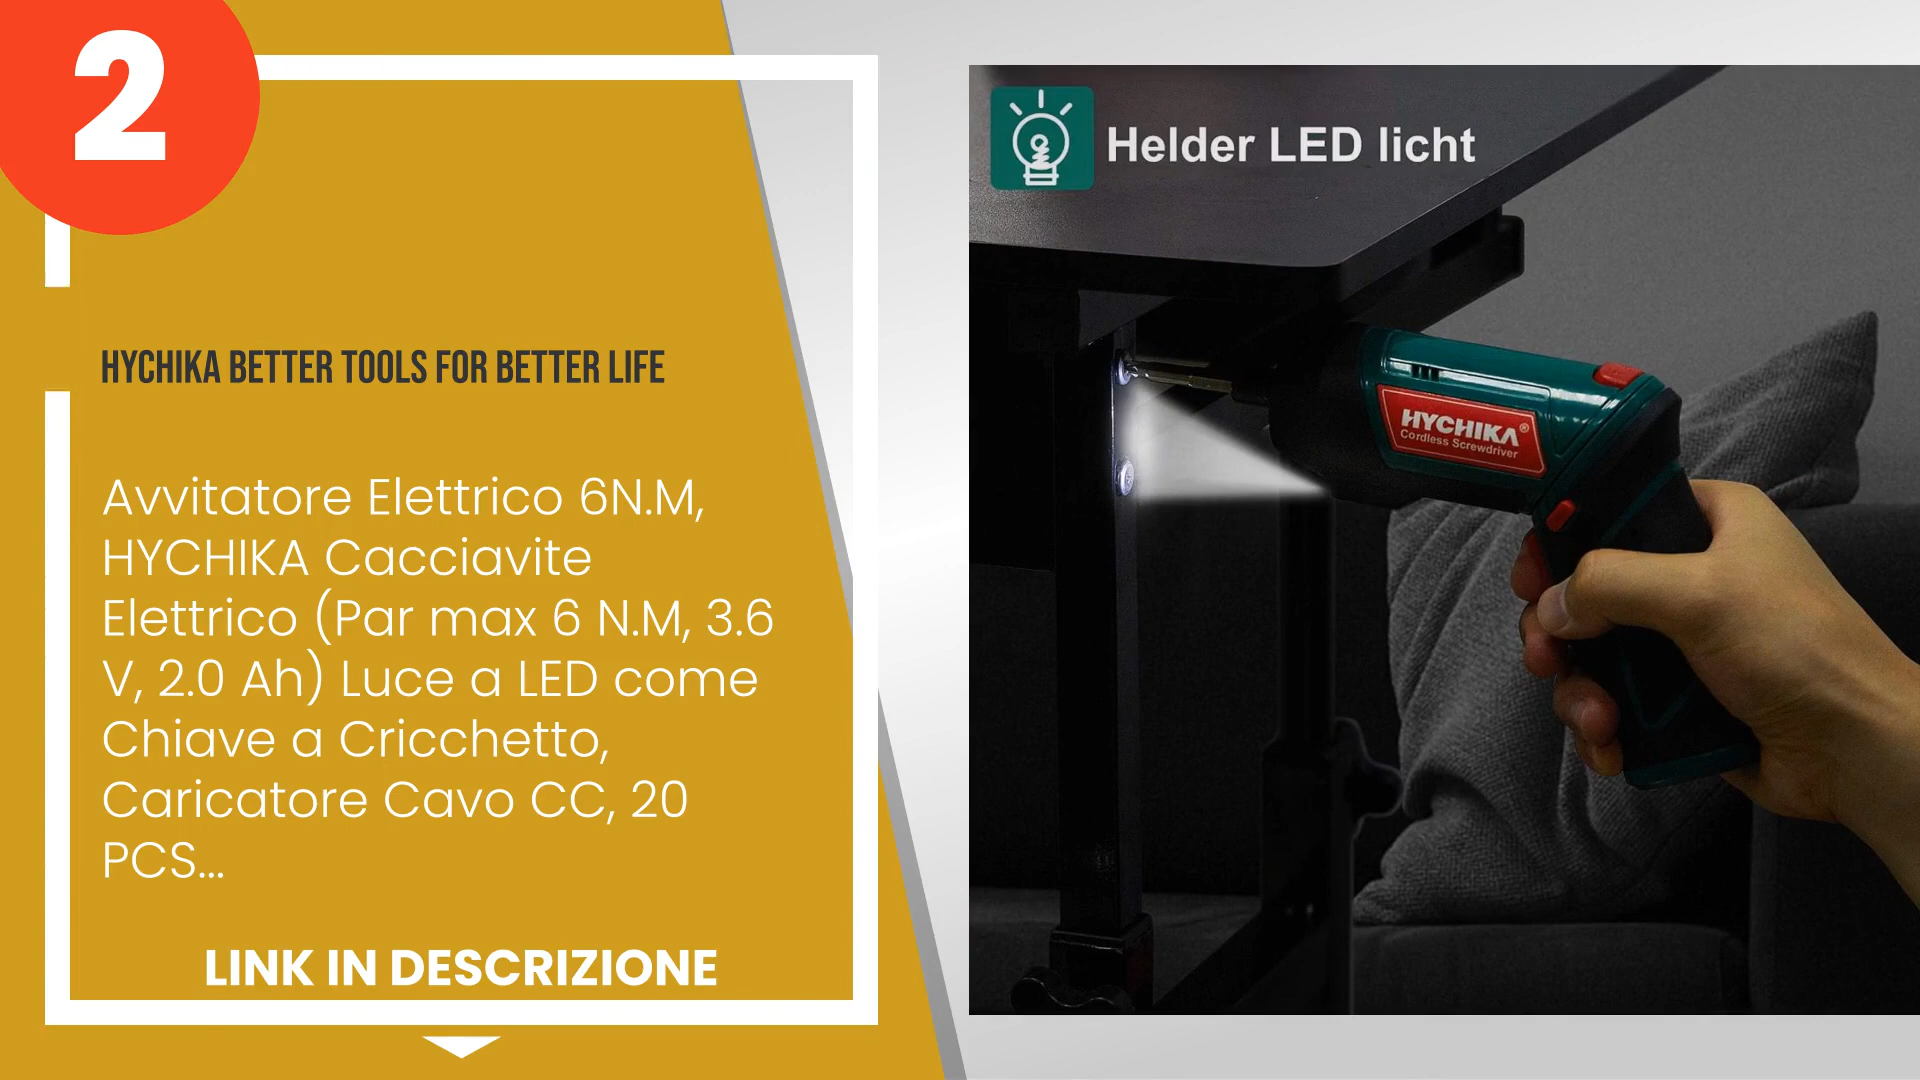 2
HYCHIKA BETTER TOOLS FOR BETTER LIFE
Avvitatore Elettrico 6N.M,
HYCHIKA Cacciavite
Elettrico (Par max 6 N.M, 3.6
V, 2.0 Ah) Luce a LED come
Chiave a Cricchetto,
Caricatore Cavo CC, 20
PCS...
LINK IN DESCRIZIONE
Helder LED licht
HYCHIKA®
Cordless Screwdriver